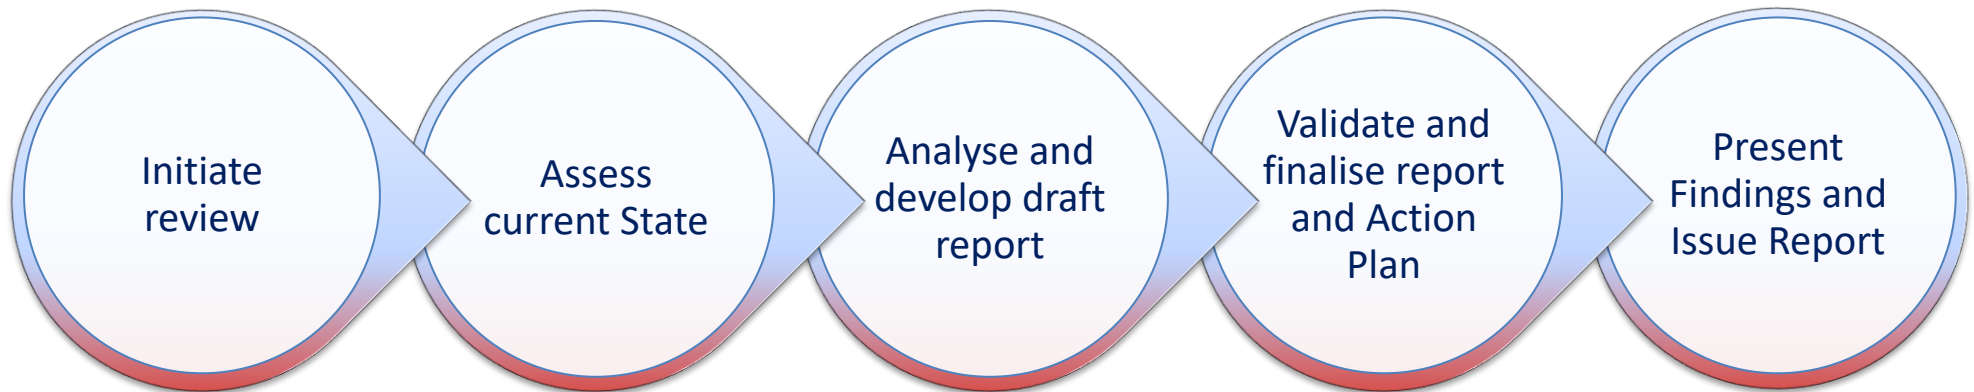 Initiate
review
Assess
current State
Analyse and
develop draft
report
Validate and
finalise report
and Action
Plan
Present
Findings and
Issue Report